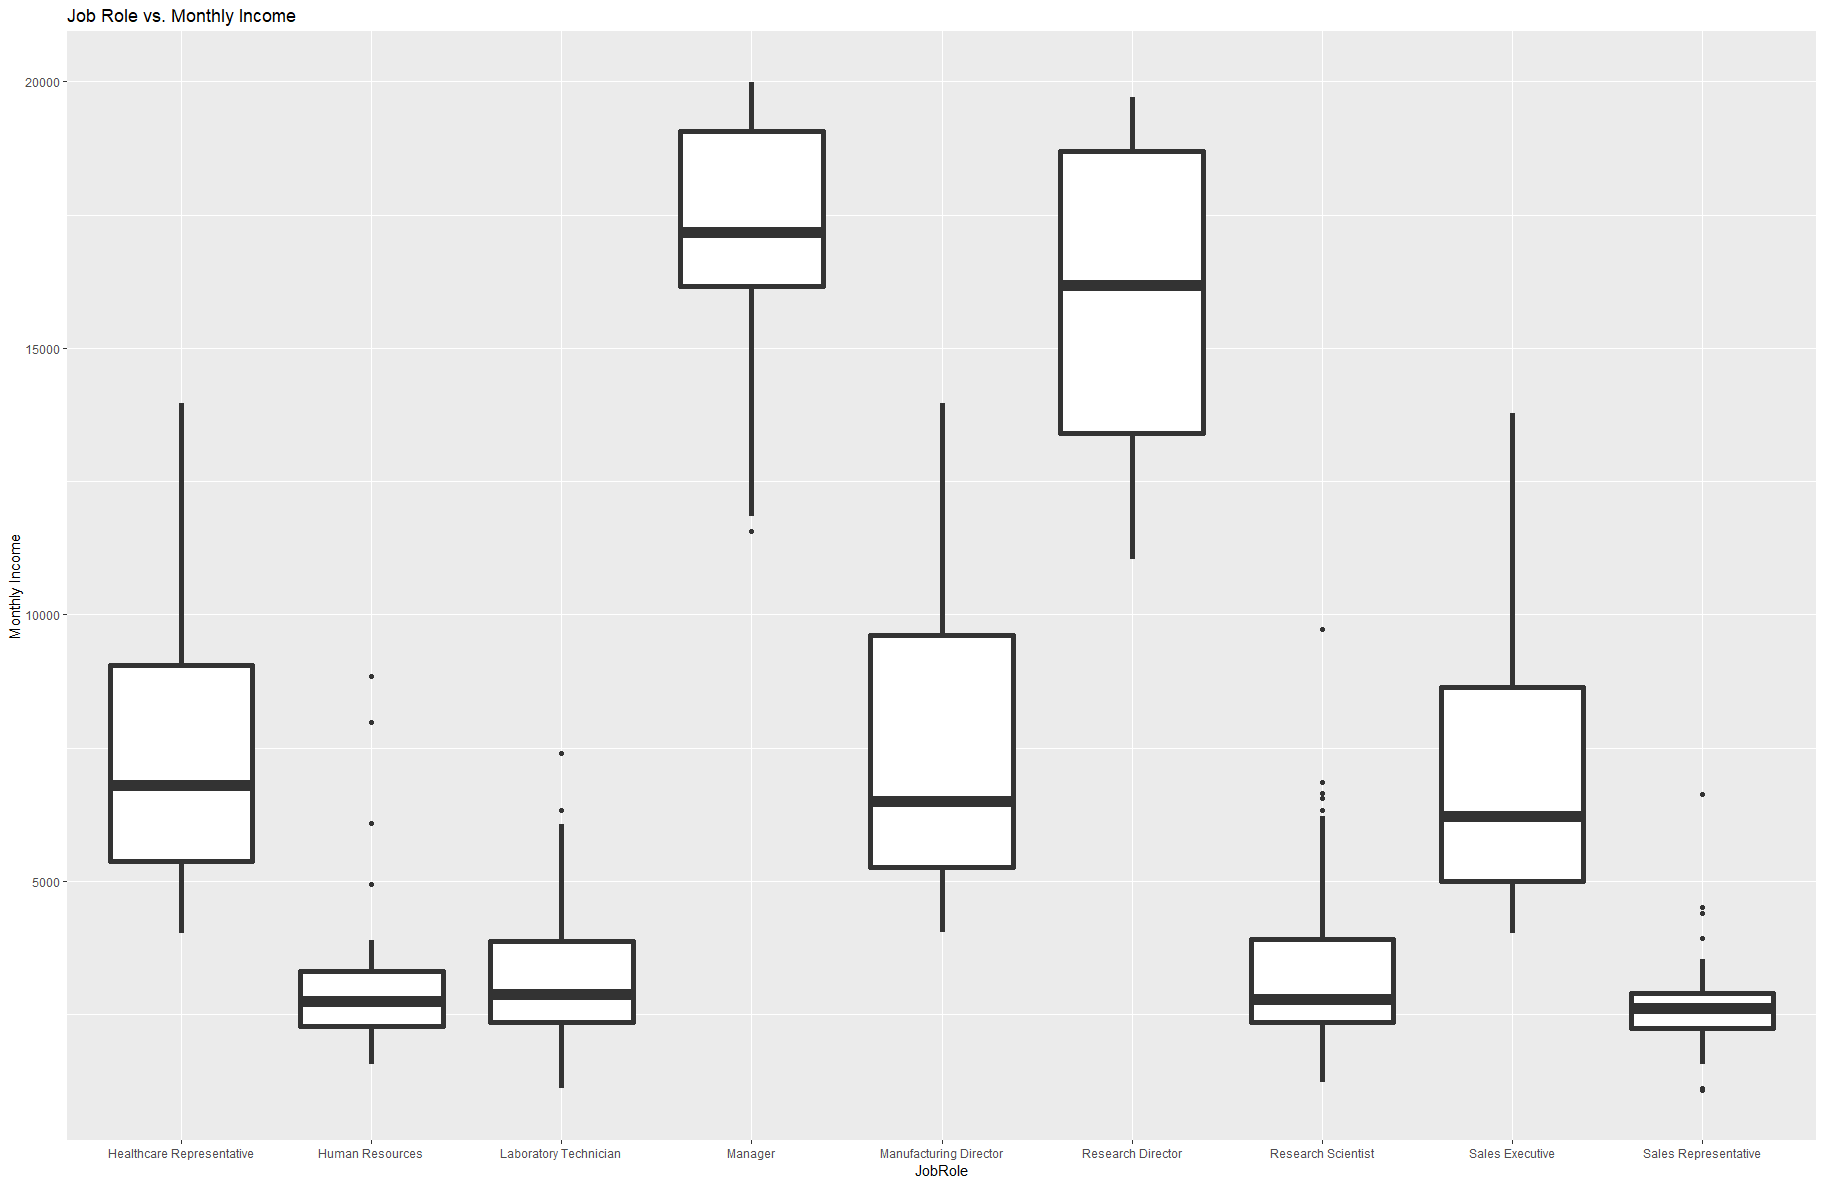 Job Role vs. Monthly Income
Monthly Income
20000
15000
10000
5000
Healthcare Representative
Human Resources
Laboratory Technician
Manager
Manufacturing Director
Research Director
Research Scientist
Sales Executive
Sales Representative
JobRole